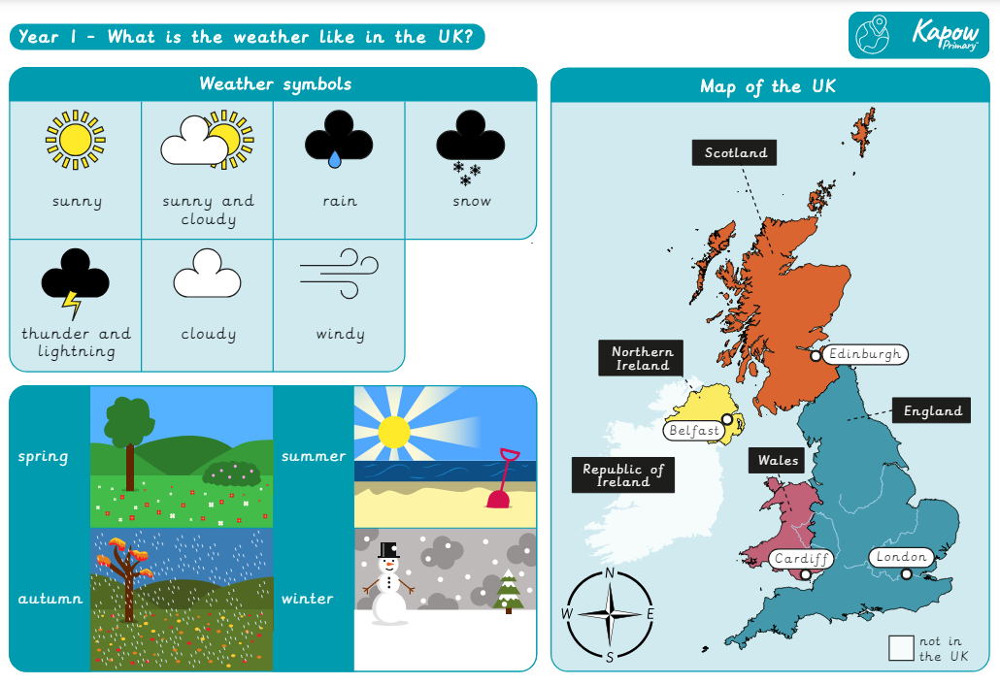 Year 1 - What is the weather like in the UK?
Kapow
Primary
Weather symbols
sunny
sunny and
cloudy
rain
snow
thunder and
lightning
cloudy
windy
spring
summer
autumn
winter
Map of the UK
Scotland
Northern
Ireland
Edinburgh
England
Belfast
Wales
Republic of
Ireland
Cardiff
London
N
W
E
S
not in
the UK